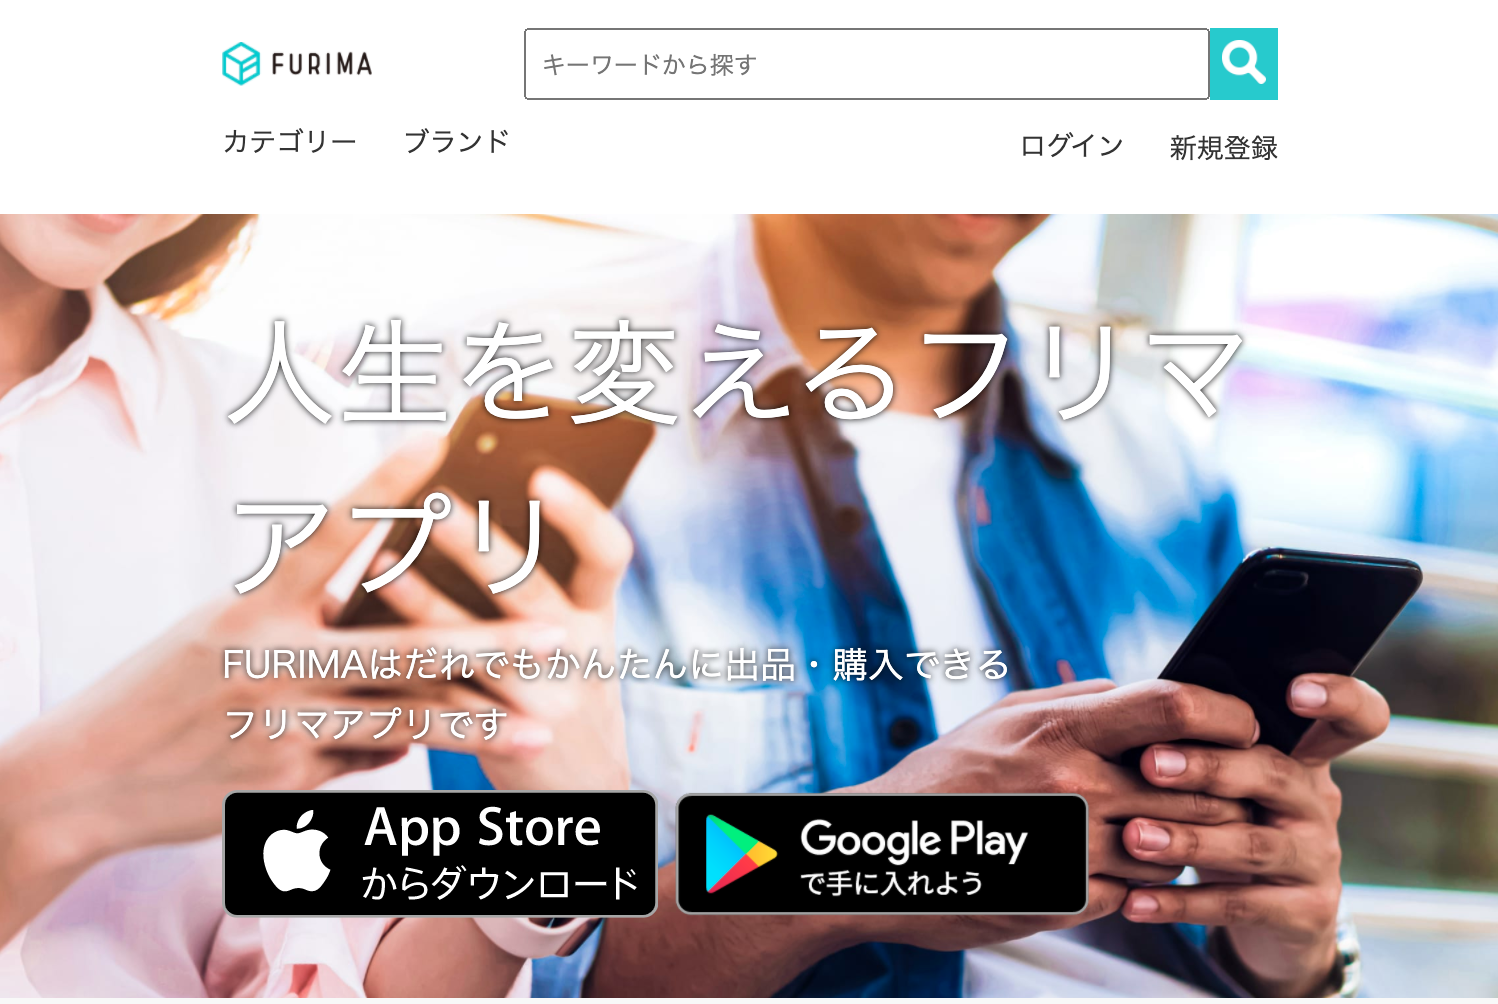 FURIMA
キーワードから探す
カテゴリー ブランド
ログイン 新規登録
人生を変えるフリマ
アプリ
FURIMAはだれでもかんたんに出品・購入できる
フリマアプリです
App Store
からダウンロード
Google Play
で手に入れよう